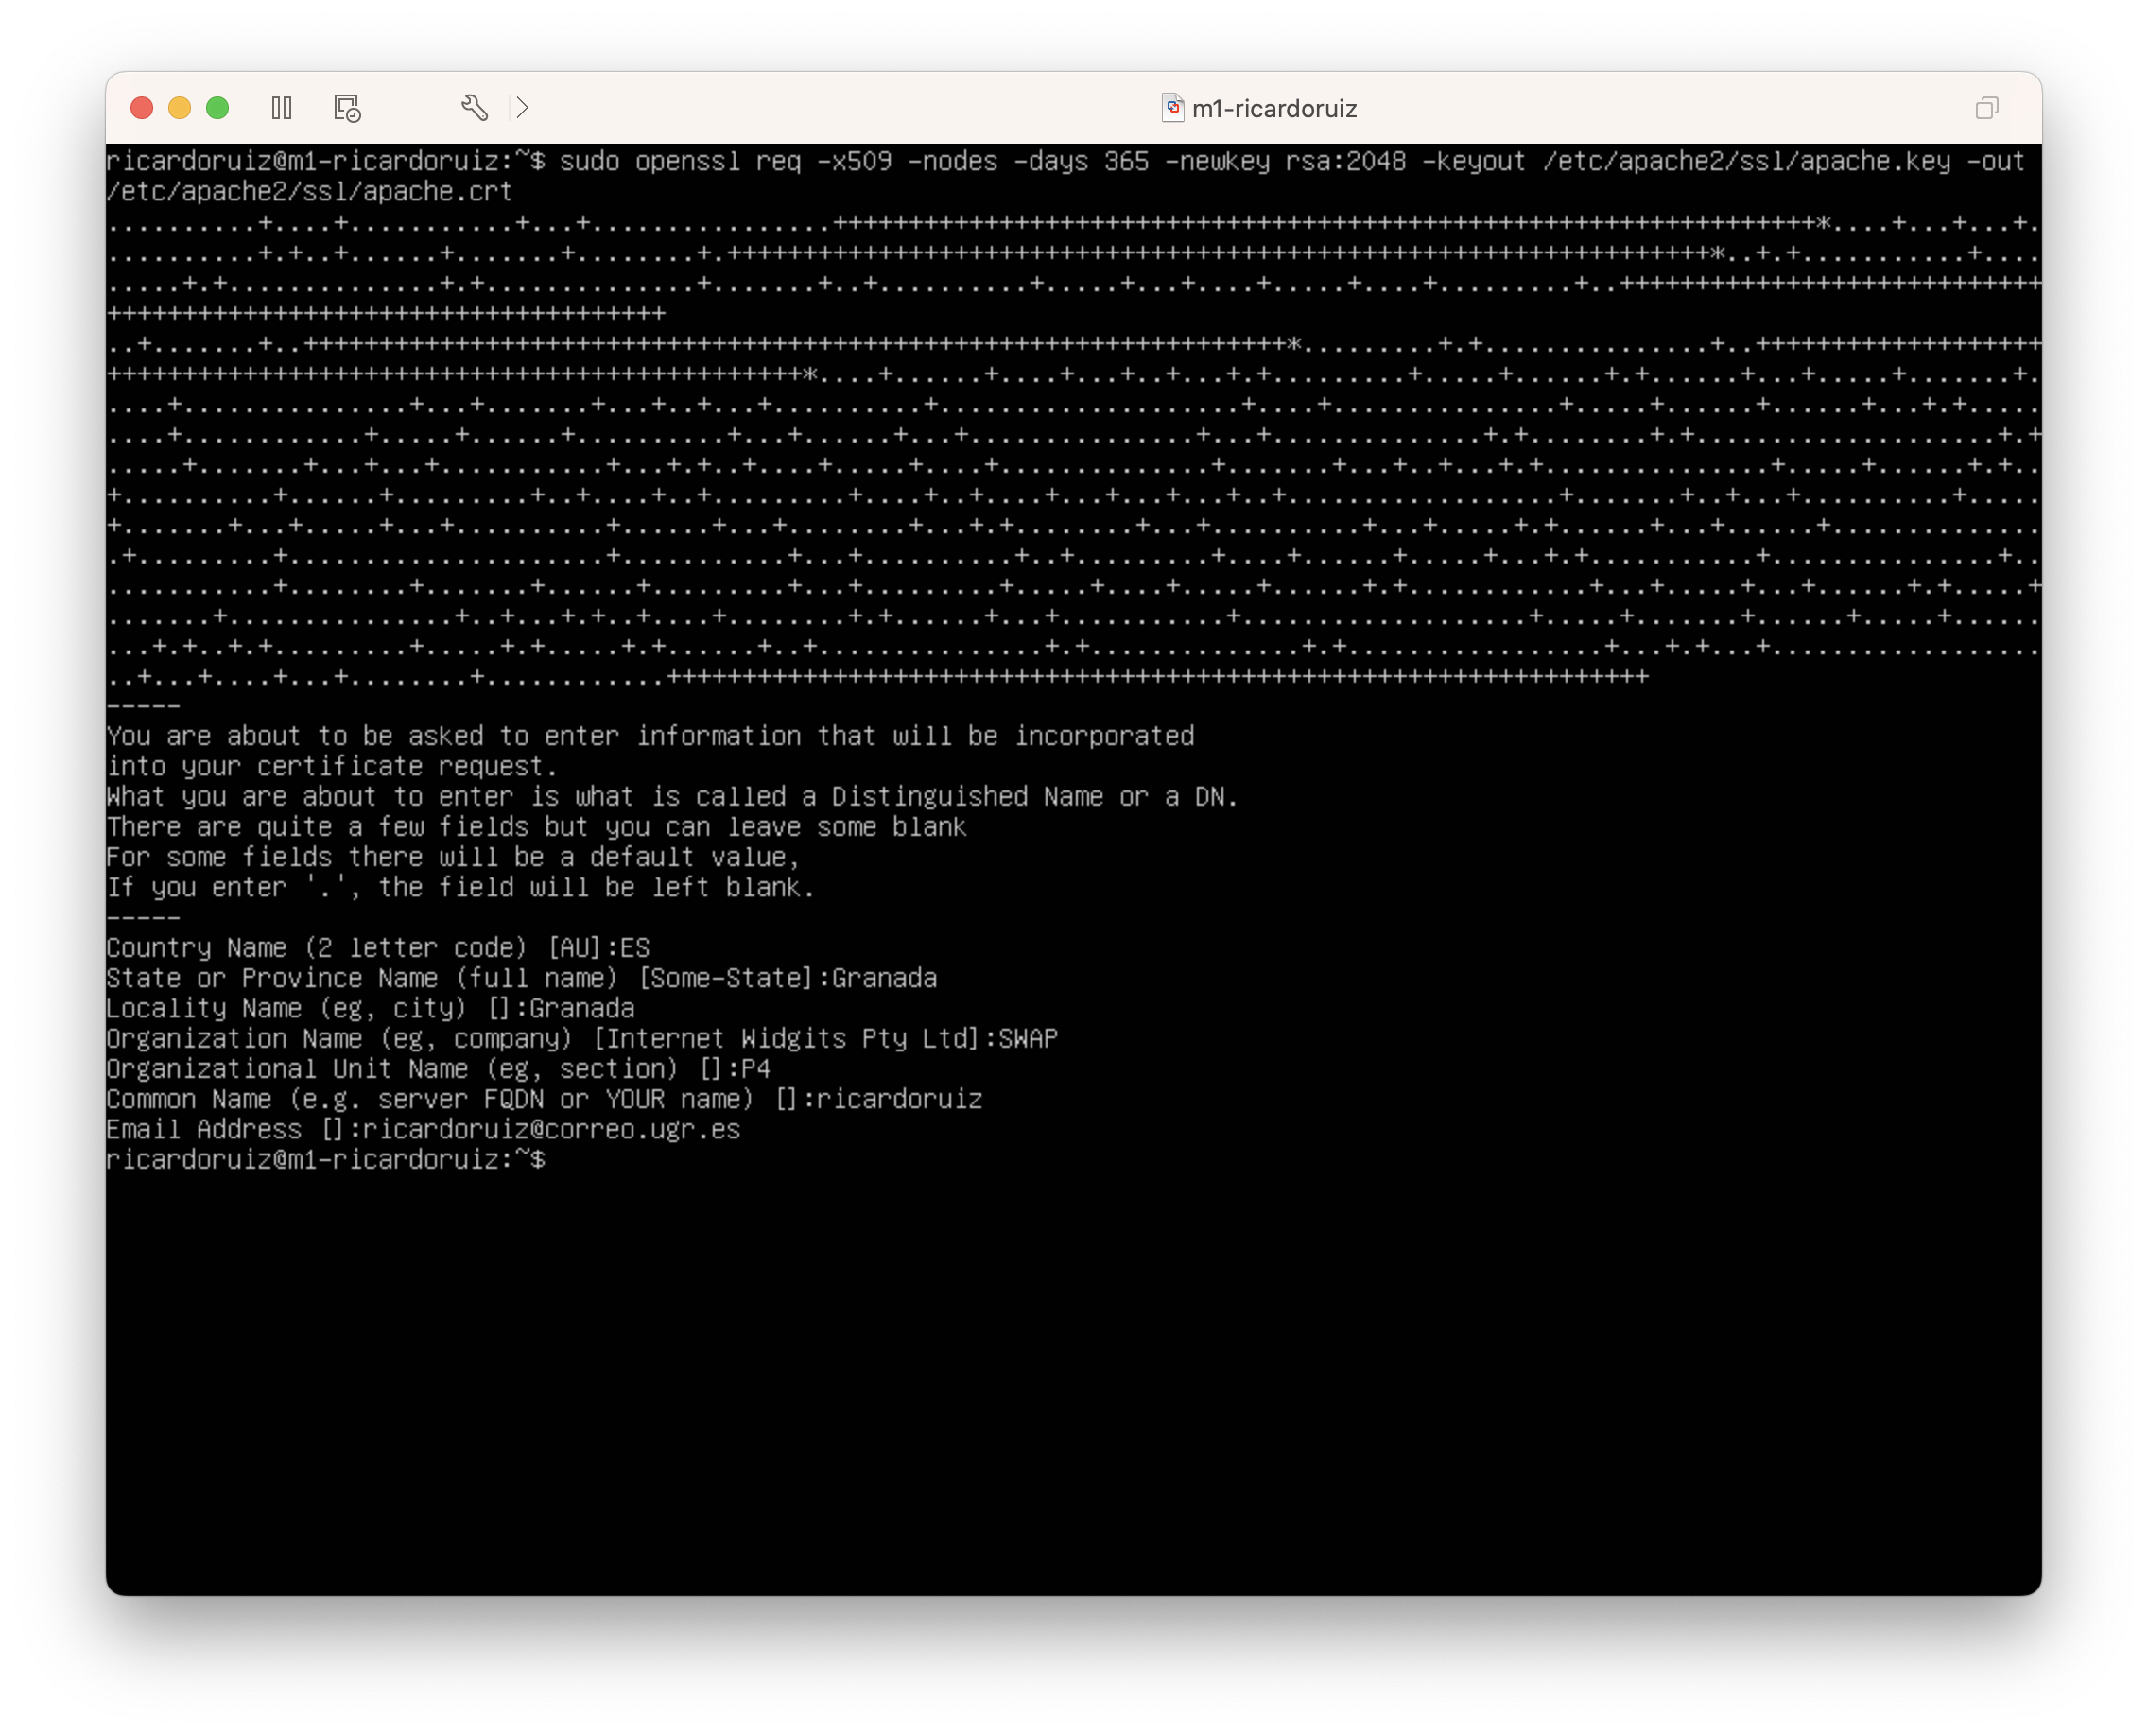 m1-ricardoruiz
ricardoruiz@m1-ricardoruiz:~$ sudo openssl req -x509 -nodes -days 365 -newkey rsa:2048 -keyout /etc/apache2/ssl/apache.key -out
/etc/apache2/ssl/apache.crt
-----
You are about to be asked to enter information that will be incorporated
into your certificate request.
What you are about to enter is what is called a Distinguished Name or a DN.
There are quite a few fields but you can leave some blank
For some fields there will be a default value,
If you enter '.', the field will be left blank.
-----
Country Name (2 letter code) [AU]:ES
State or Province Name (full name) [Some-State]:Granada
Locality Name (eg, city) []:Granada
Organization Name (eg, company) [Internet Widgits Pty Ltd]:SWAP
Organizational Unit Name (eg, section) []:P4
Common Name (e.g. server FQDN or YOUR name) []:ricardoruiz
Email Address []:ricardoruiz@correo.ugr.es
ricardoruiz@m1-ricardoruiz:~$